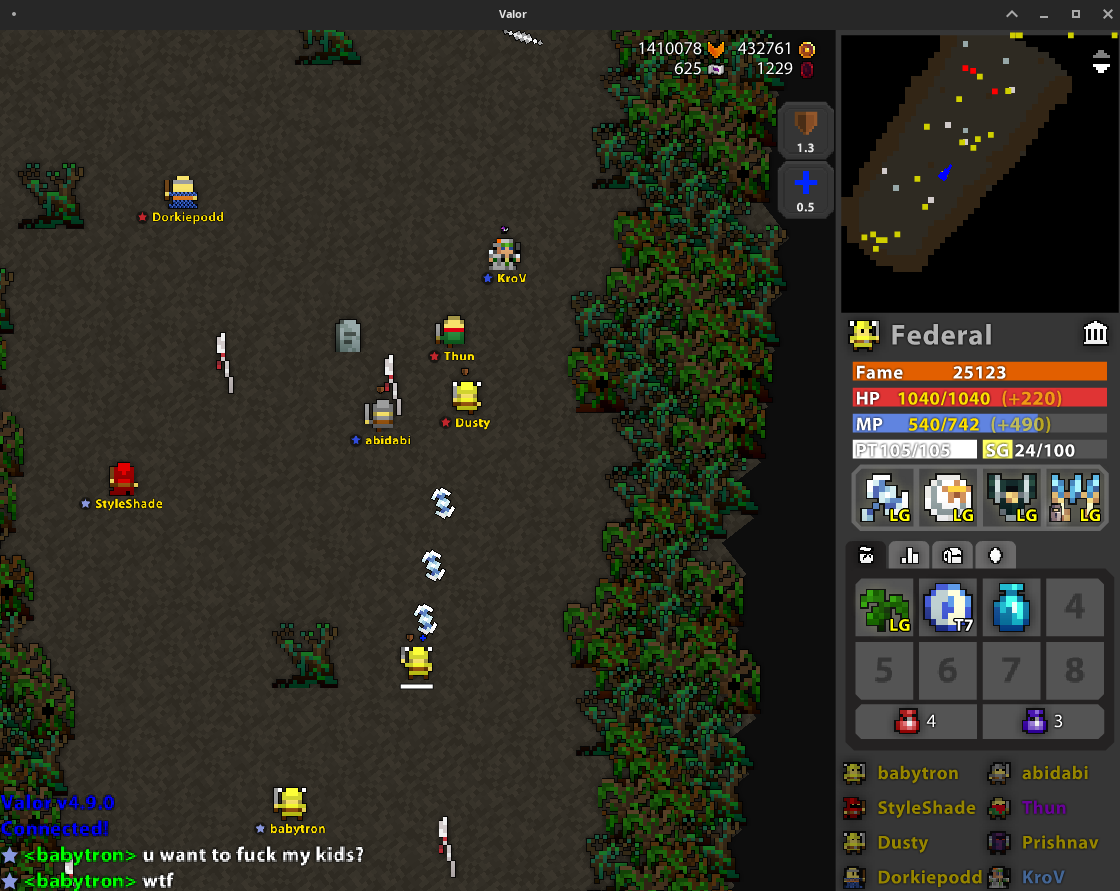 Valor
1410078 432761
625 1229
1.3
0.5
Dorkiepodd
KroV
Thun
Dusty
abidabi
StyleShade
babytron
Valor v4.9.0
Connected!
<babytron> u want to fuck my kids?
<babytron> wtf
Federal
Fame 25123
HP 1040/1040 (+220)
MP 540/742 (+490)
PT 105/105 SG 24/100
LG LG LG LG
LG T7 4
5 6 7 8
4 3
babytron abidabi
StyleShade Thun
Dusty Prishnav
Dorkiepodd KroV